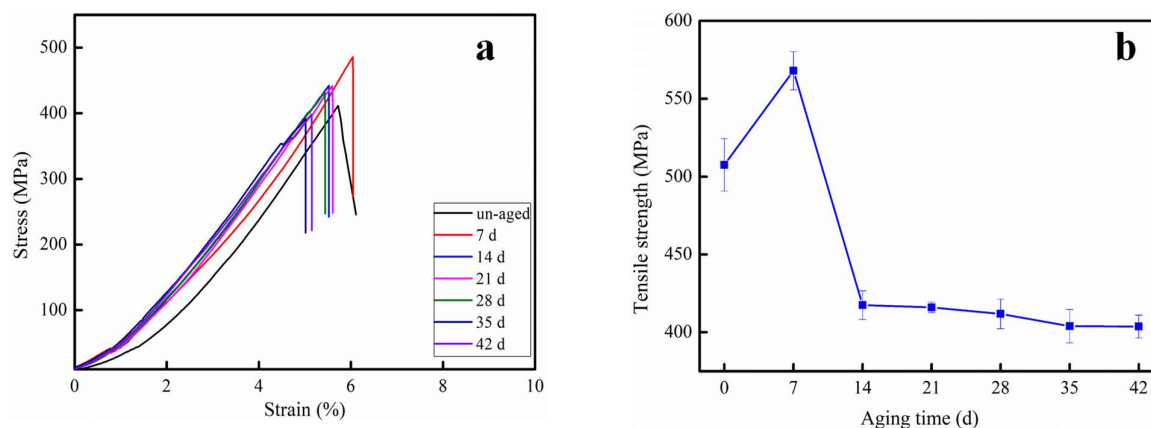 a
500
400
300
200
100
0
2
4
6
8
10
Stress (MPa)
Strain (%)
un-aged
7 d
14 d
21 d
28 d
35 d
42 d
b
600
550
500
450
400
0
7
14
21
28
35
42
Tensile strength (MPa)
Aging time (d)